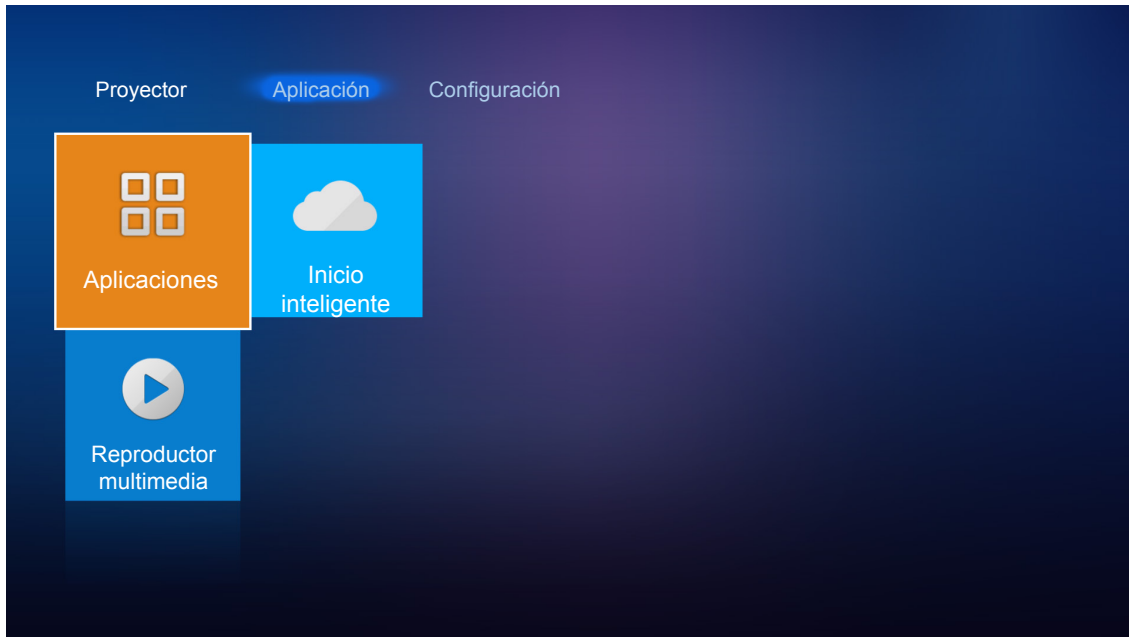 Proyector Aplicación Configuración
Aplicaciones
Inicio
inteligente
Reproductor
multimedia